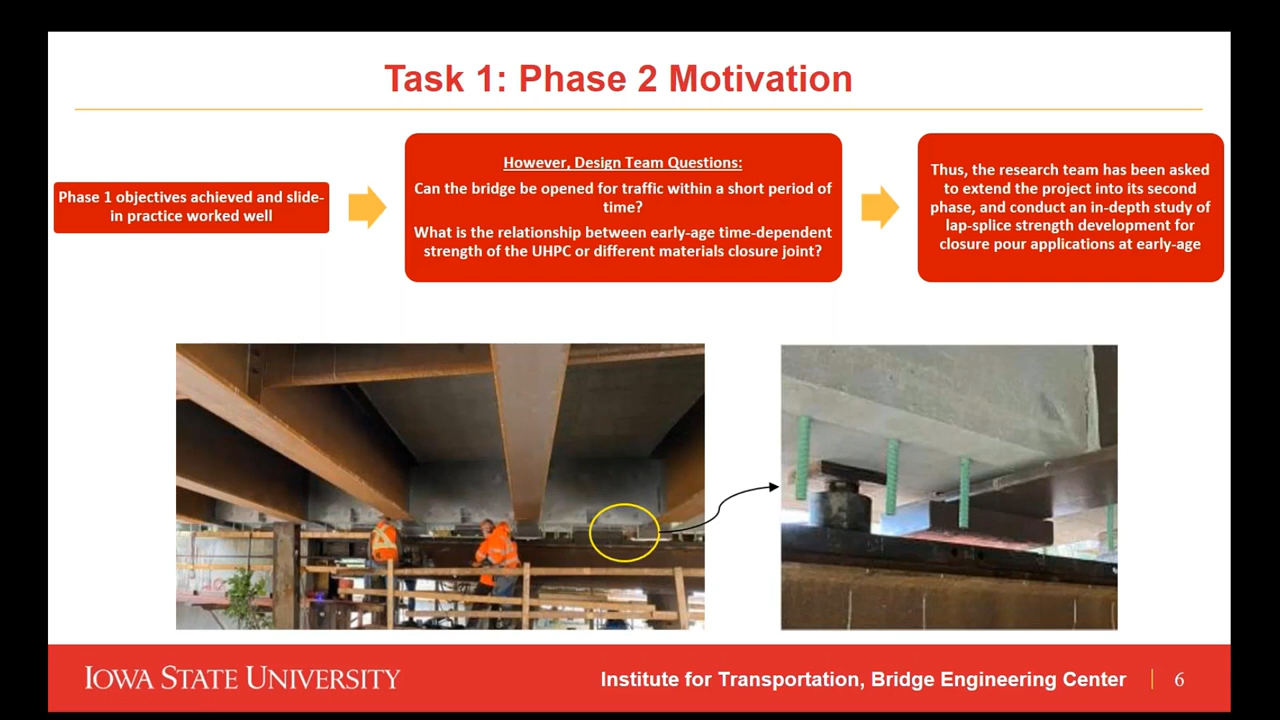 Task 1: Phase 2 Motivation
Phase 1 objectives achieved and slide-
in practice worked well
However, Design Team Questions:
Can the bridge be opened for traffic within a short period of
time?
What is the relationship between early-age time-dependent
strength of the UHPC or different materials closure joint?
Thus, the research team has been asked
to extend the project into its second
phase, and conduct an in-depth study of
lap-splice strength development for
closure pour applications at early-age
IOWA STATE UNIVERSITY
Institute for Transportation, Bridge Engineering Center
6